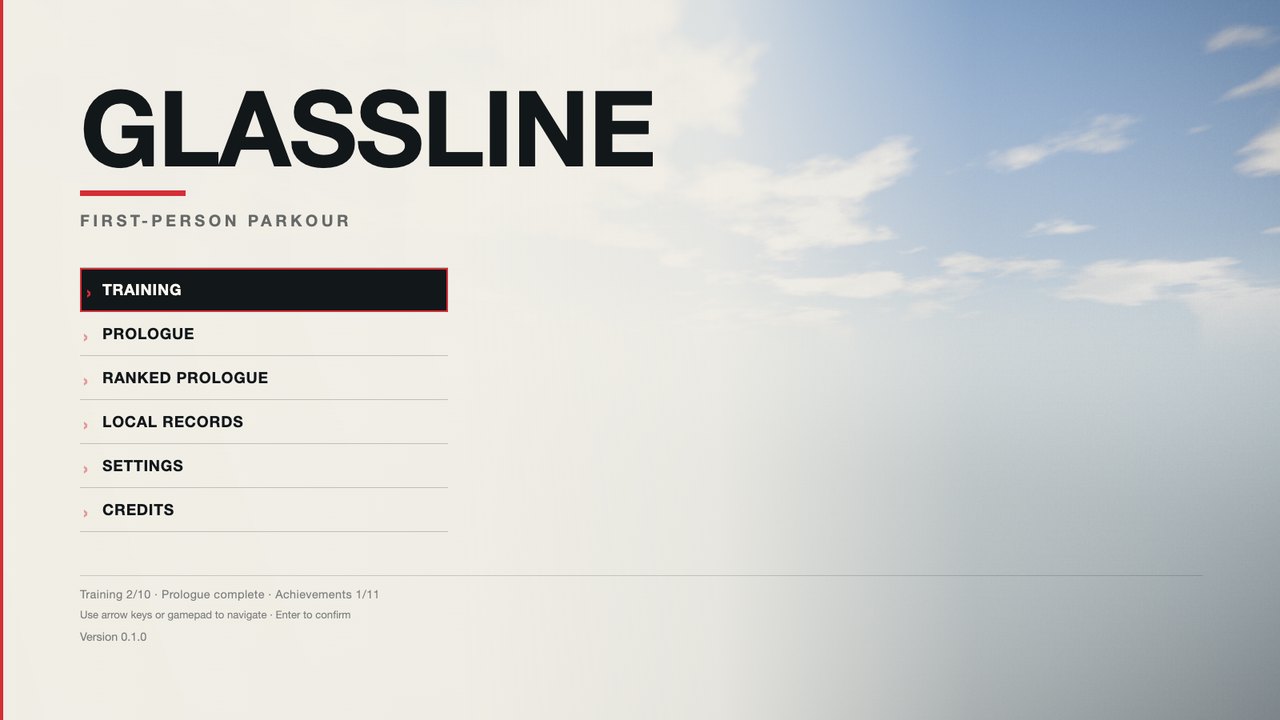 GLASSLINE
FIRST-PERSON PARKOUR
› TRAINING
› PROLOGUE
› RANKED PROLOGUE
› LOCAL RECORDS
› SETTINGS
› CREDITS
Training 2/10 · Prologue complete · Achievements 1/11
Use arrow keys or gamepad to navigate · Enter to confirm
Version 0.1.0